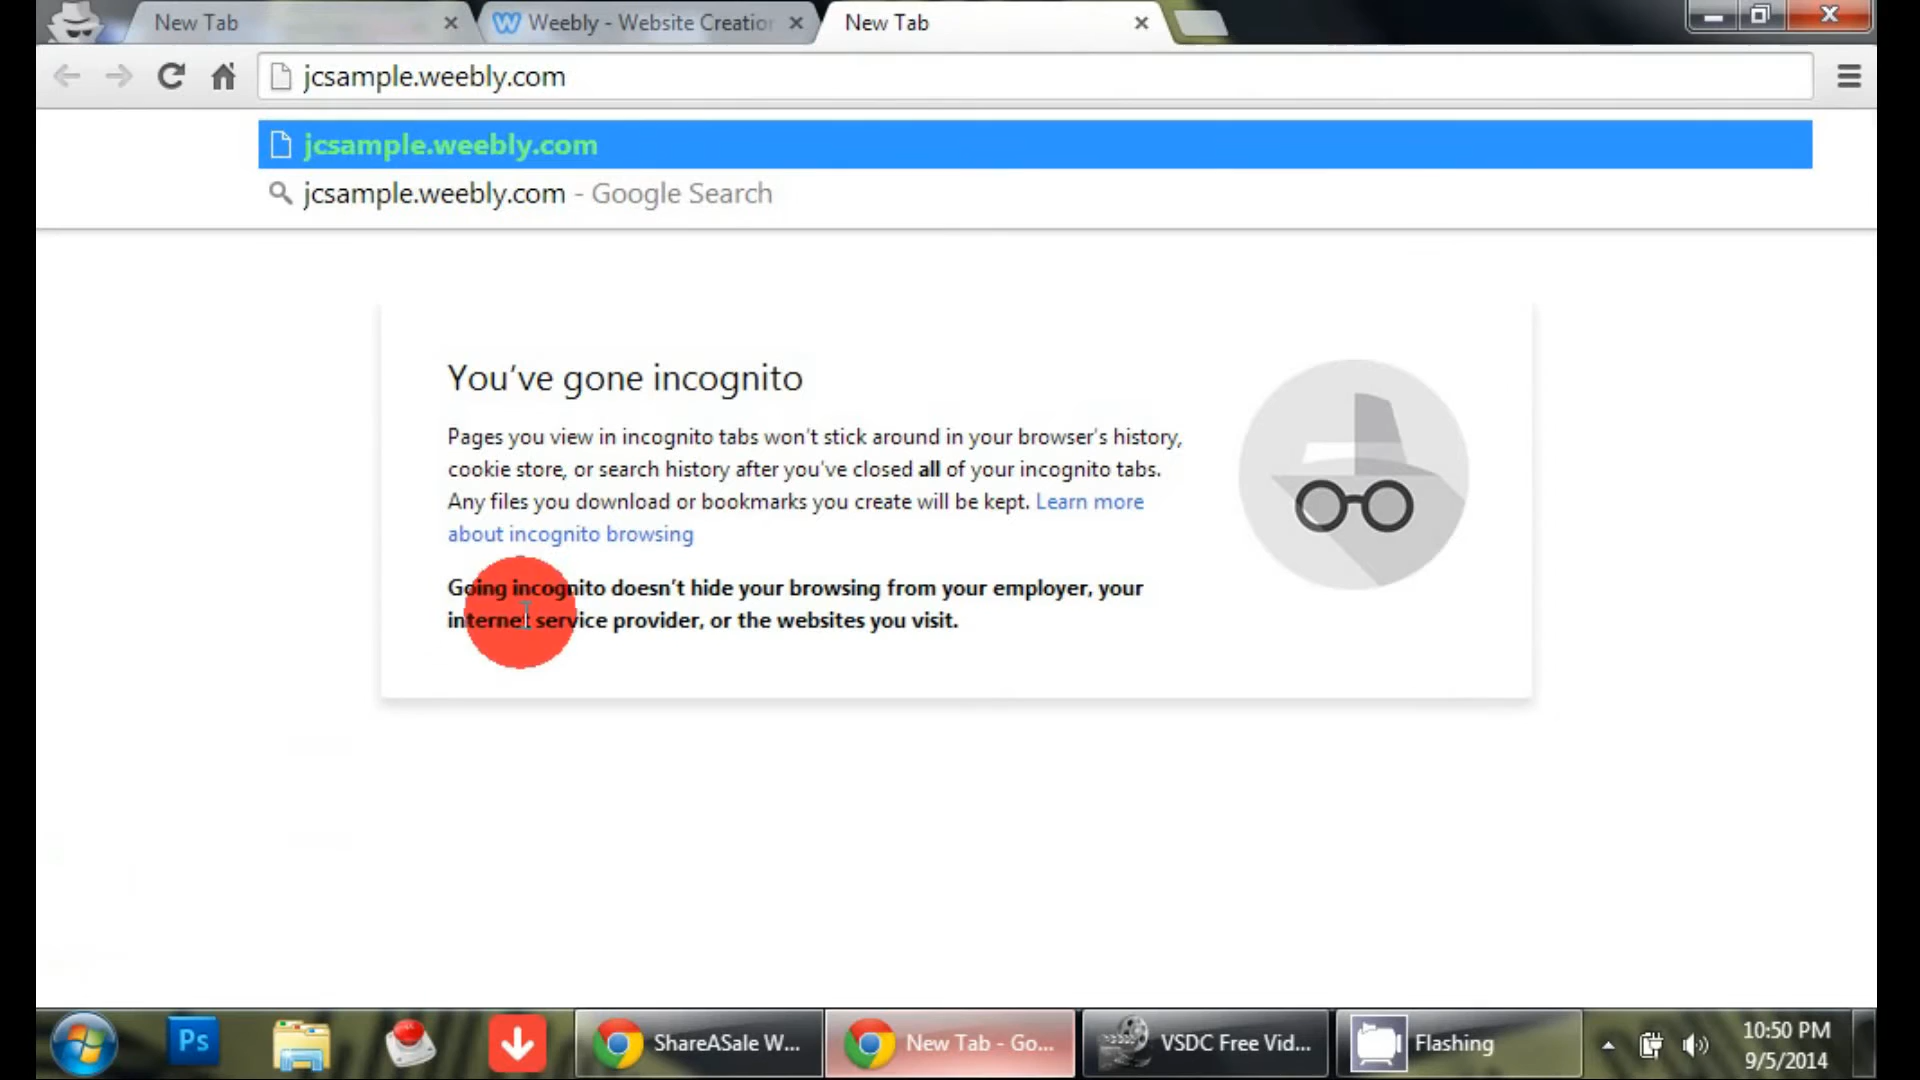 New Tab
Weebly - Website Creation
New Tab
jcsample.weebly.com
jcsample.weebly.com
jcsample.weebly.com - Google Search
You've gone incognito
Pages you view in incognito tabs won't stick around in your browser's history,
cookie store, or search history after you've closed all of your incognito tabs.
Any files you download or bookmarks you create will be kept. Learn more
about incognito browsing
Going incognito doesn't hide your browsing from your employer, your
internet service provider, or the websites you visit.
Ps
ShareASale W...
New Tab - Go...
VSDC Free Vid...
Flashing
10:50 PM
9/5/2014